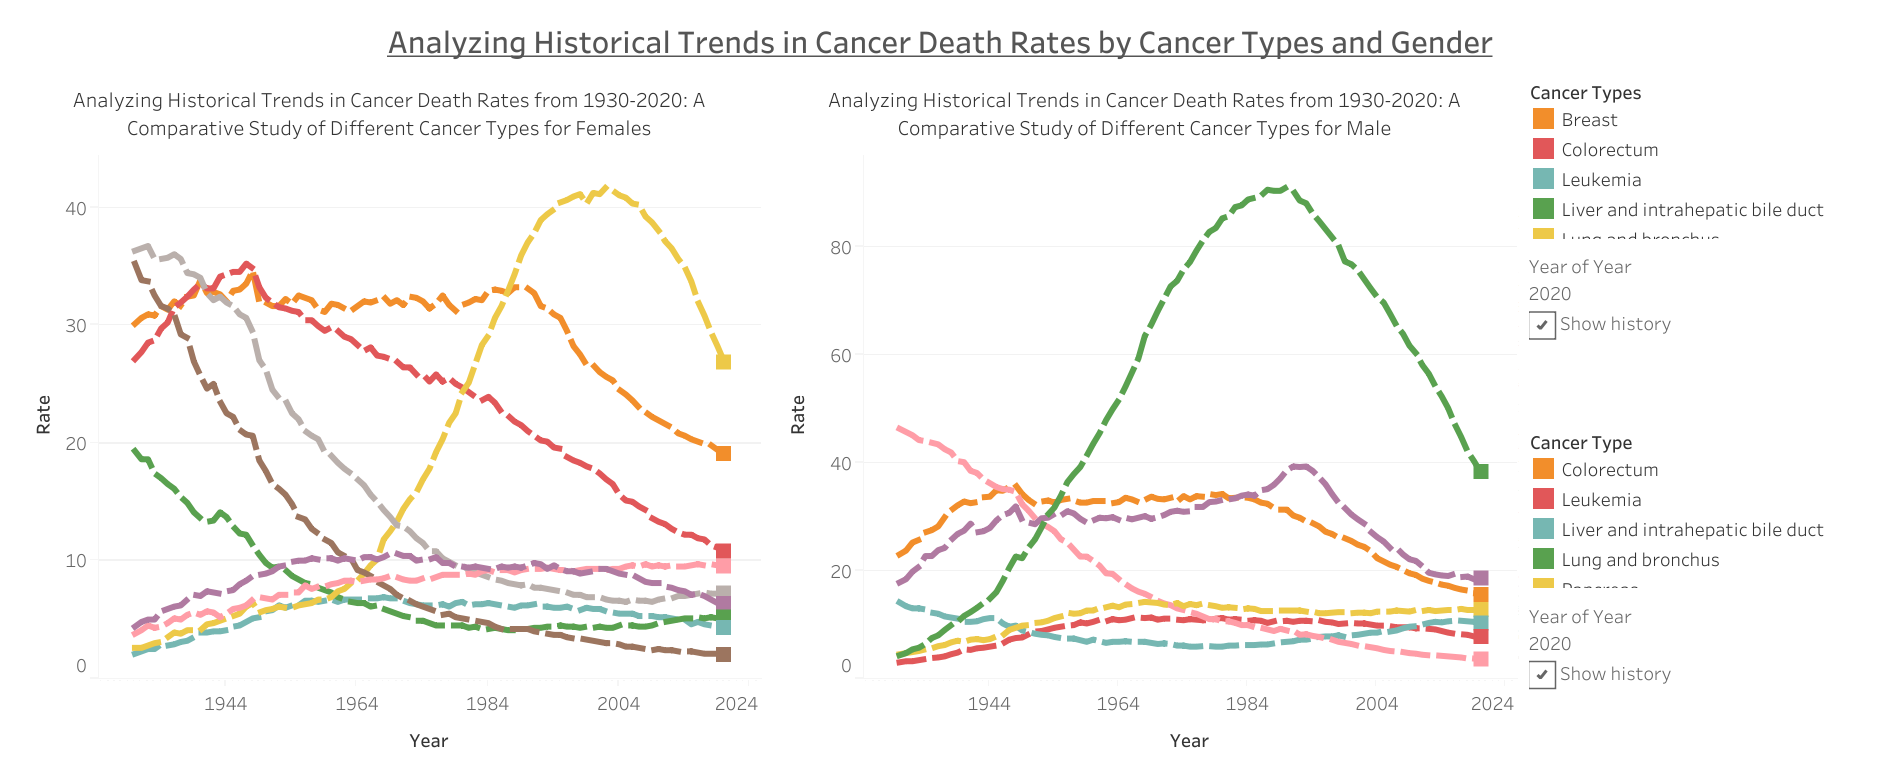 Analyzing Historical Trends in Cancer Death Rates by Cancer Types and Gender
Analyzing Historical Trends in Cancer Death Rates from 1930-2020: A
Comparative Study of Different Cancer Types for Females
40
30
20
10
0
Rate
1944
1964
1984
2004
2024
Year
Analyzing Historical Trends in Cancer Death Rates from 1930-2020: A
Comparative Study of Different Cancer Types for Male
80
60
40
20
0
Rate
1944
1964
1984
2004
2024
Year
Cancer Types
Breast
Colorectum
Leukemia
Liver and intrahepatic bile duct
Lung and bronchus
Year of Year
2020
Show history
Cancer Type
Colorectum
Leukemia
Liver and intrahepatic bile duct
Lung and bronchus
Pancreas
Year of Year
2020
Show history